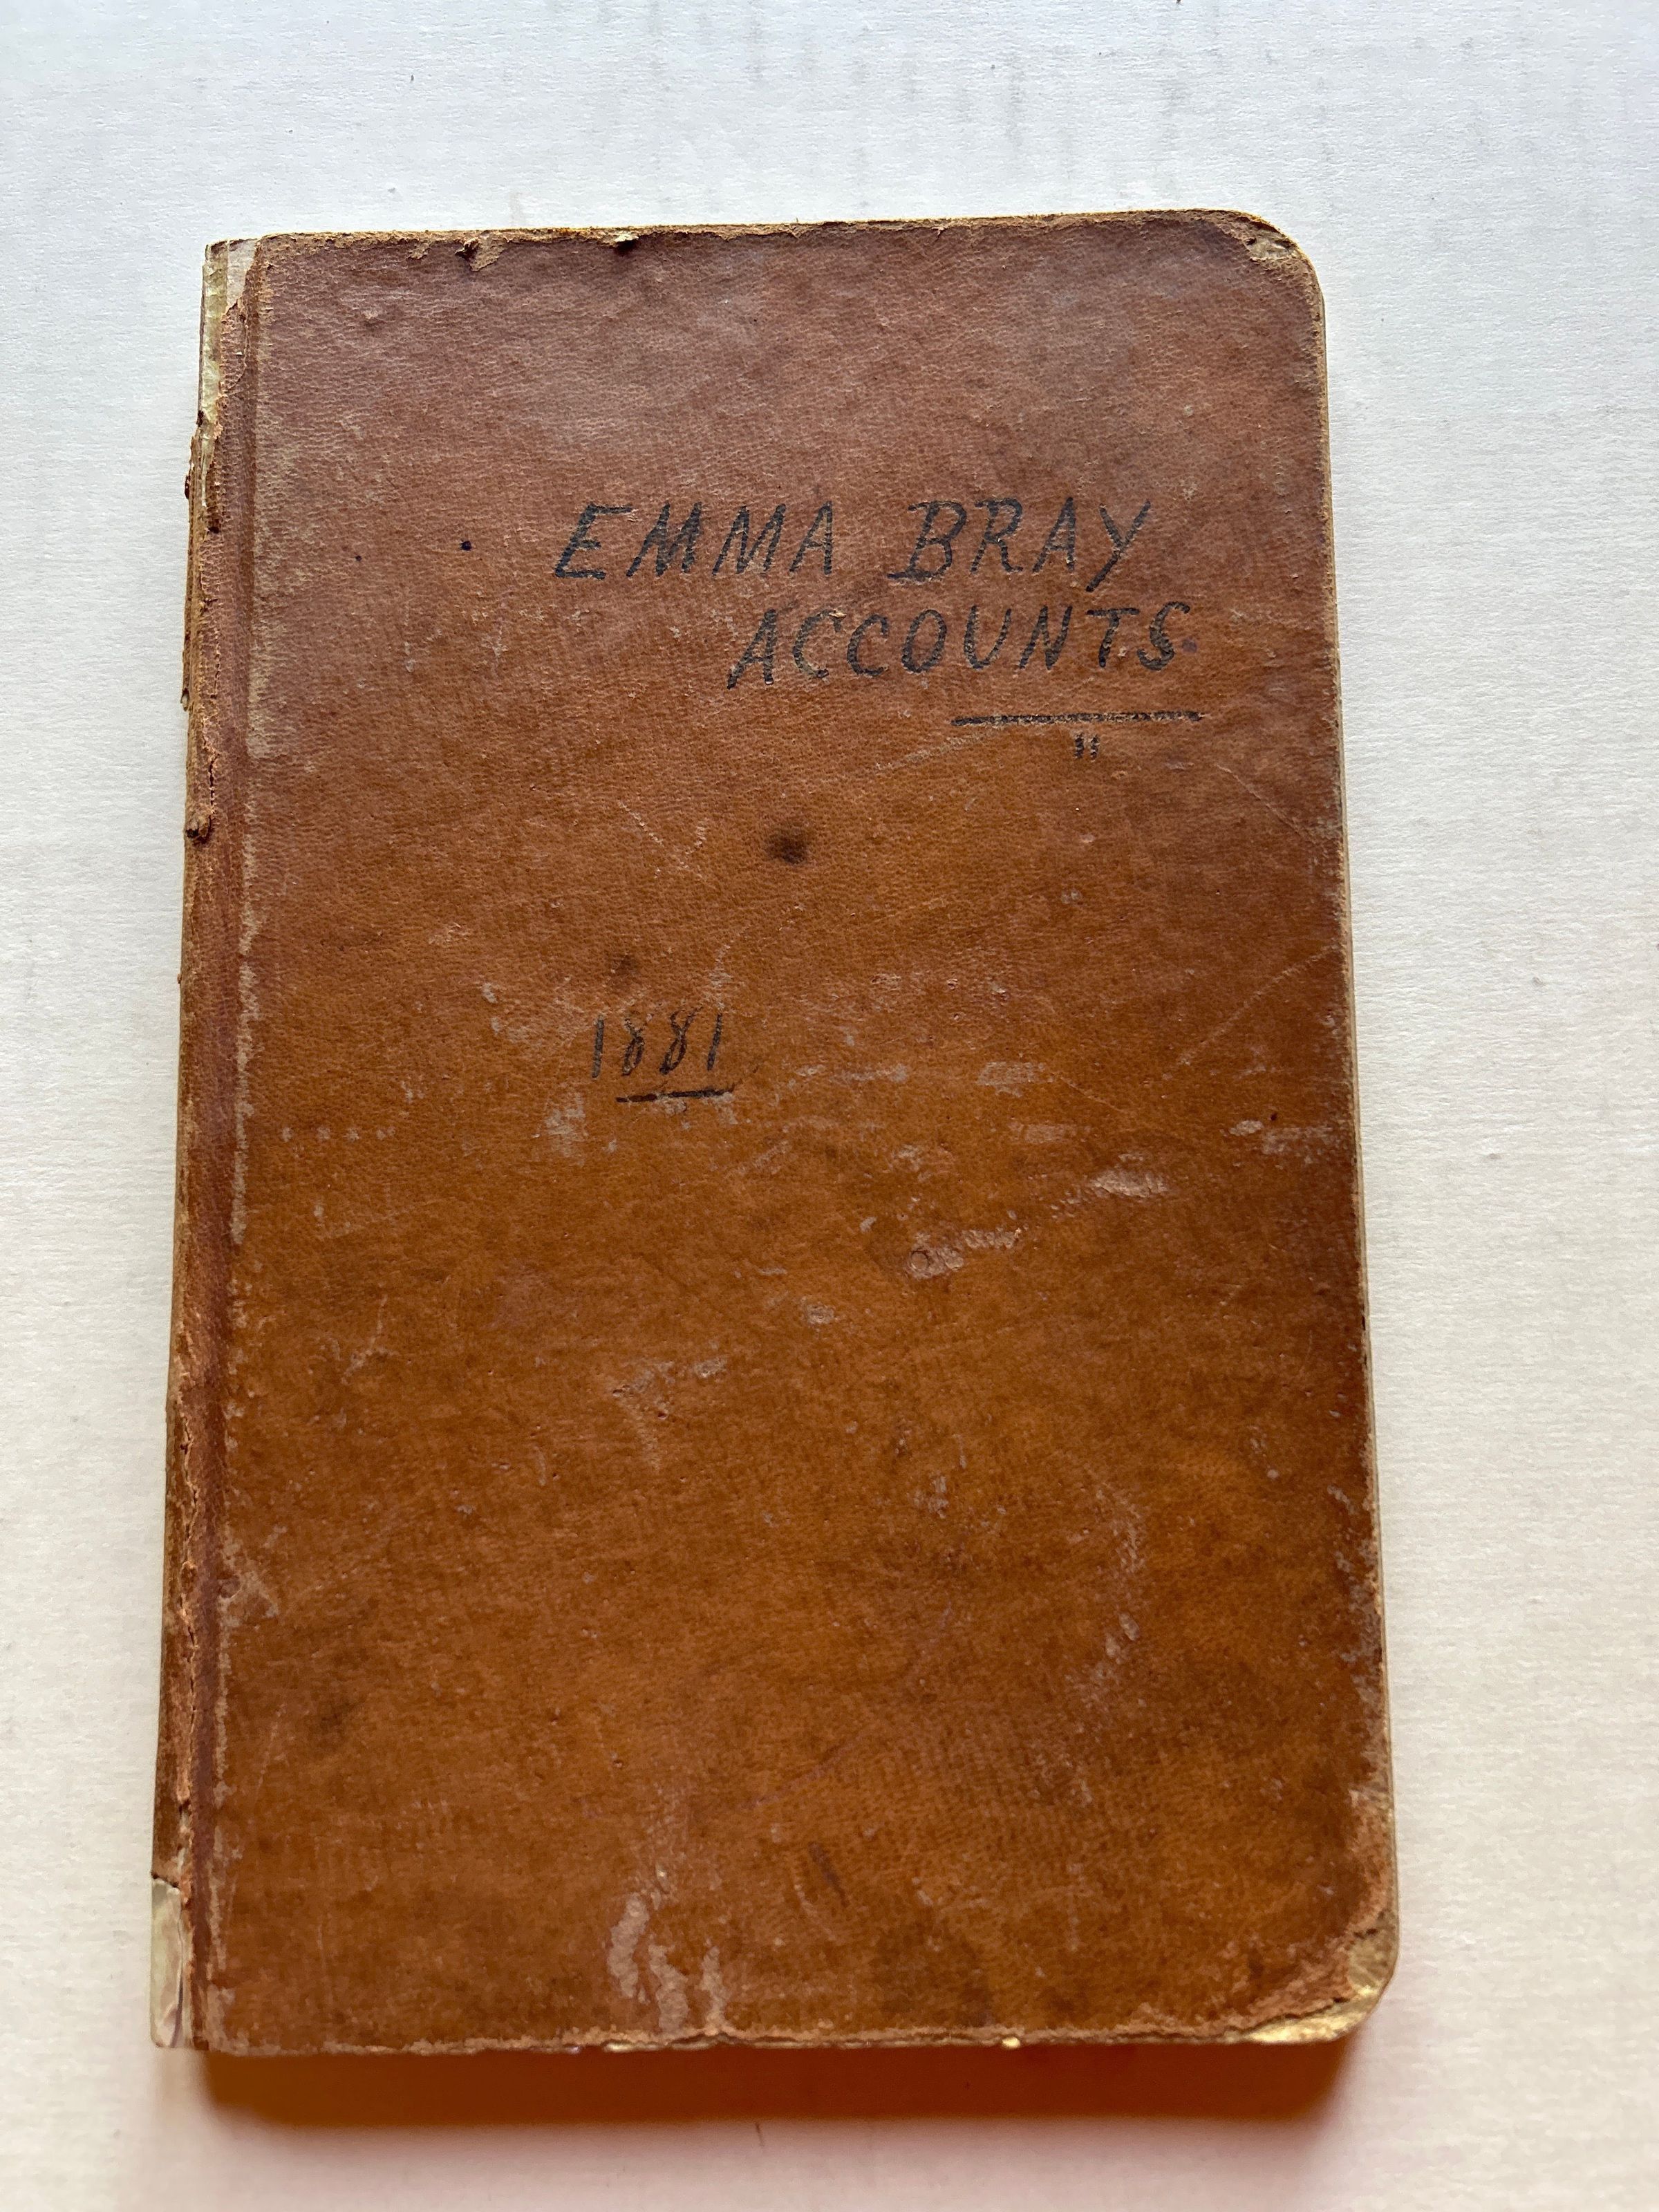 EMMA BRAY
ACCOUNTS.
"
1881